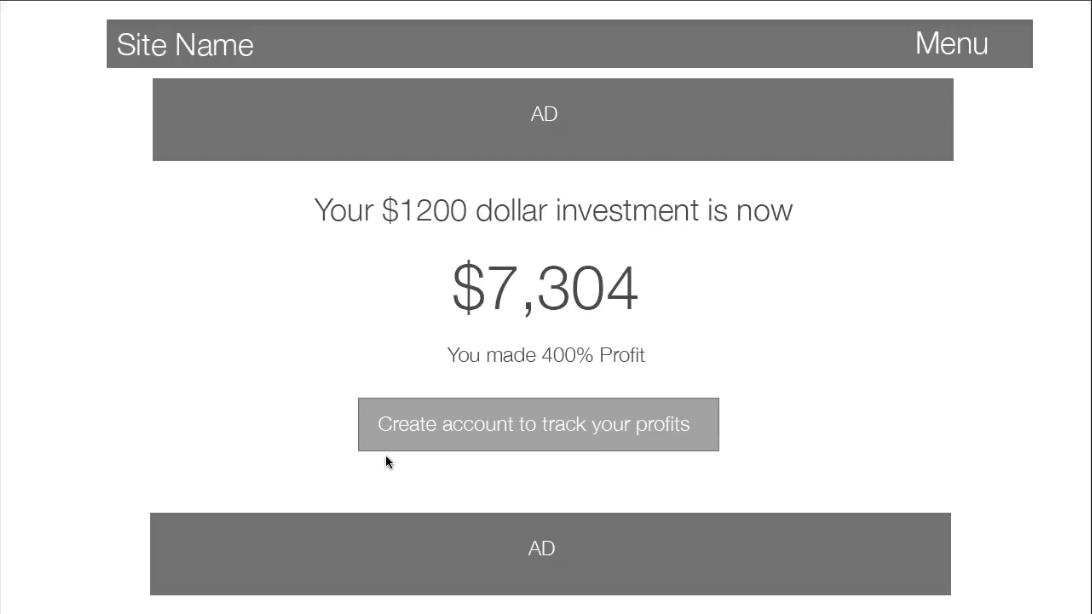 Site Name
Menu
AD
Your $1200 dollar investment is now
$7,304
You made 400% Profit
Create account to track your profits
AD